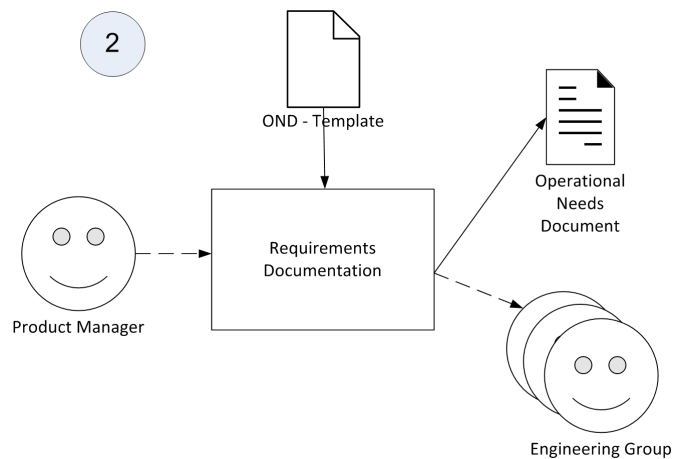 2
OND - Template
Operational
Needs
Document
Requirements
Documentation
Product Manager
Engineering Group